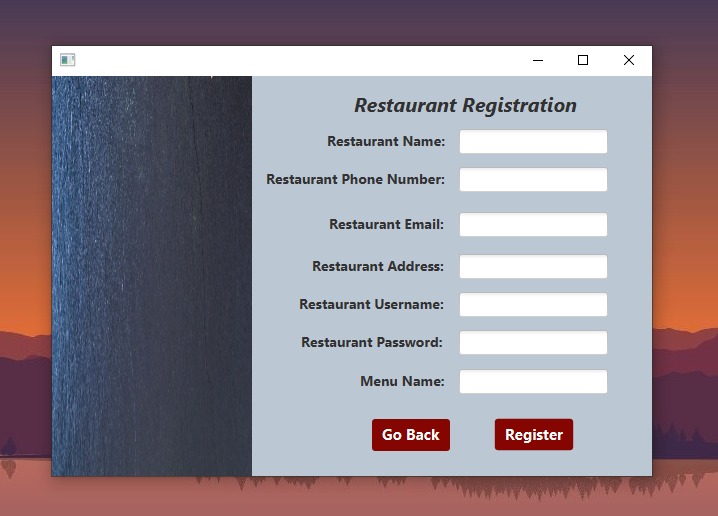 Restaurant Registration
Restaurant Name:
Restaurant Phone Number:
Restaurant Email:
Restaurant Address:
Restaurant Username:
Restaurant Password:
Menu Name:
Go Back Register